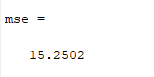 mse =
15.2502